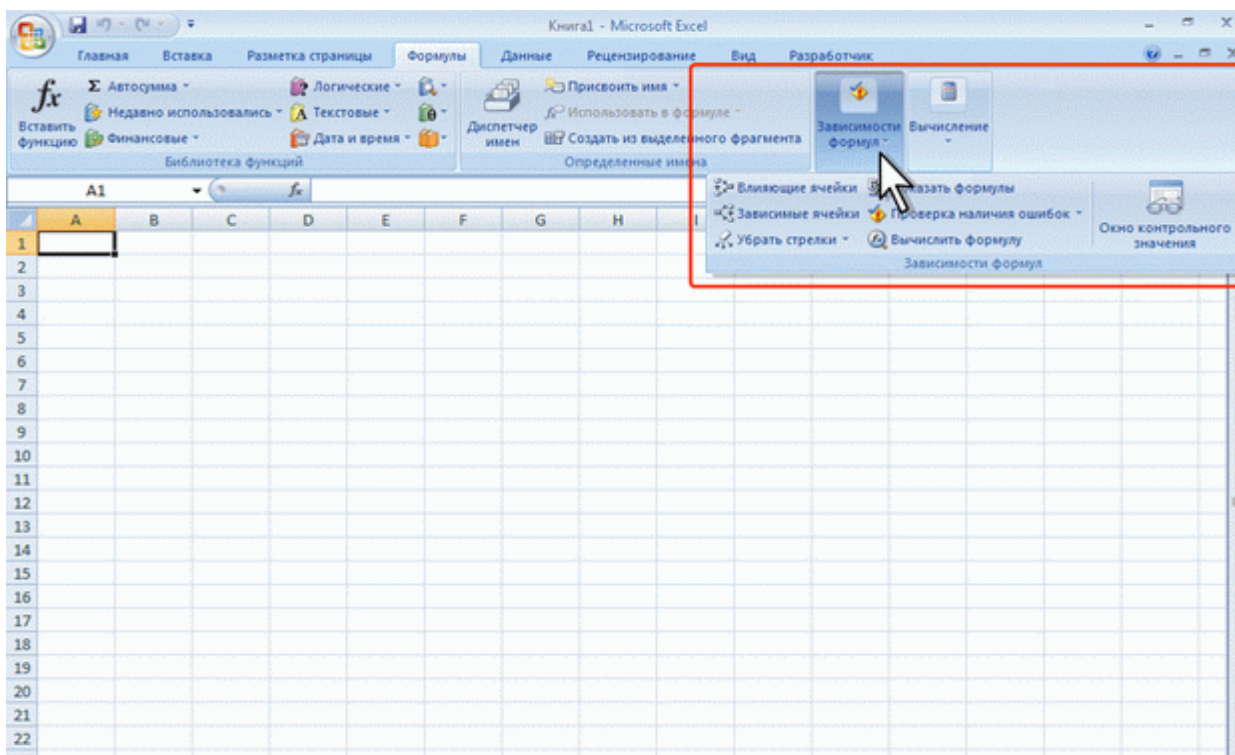 Книга1 - Microsoft Excel
Главная Вставка Разметка страницы Формулы Данные Рецензирование Вид Разработчик
fx Вставить функцию
Σ Автосумма
Недавно использовались
Финансовые
Логические
Текстовые
Дата и время
Библиотека функций
Диспетчер имен
Присвоить имя
Использовать в формуле
Создать из выделенного фрагмента
Определенные имена
Зависимости формул
Вычисление
Влияющие ячейки
Зависимые ячейки
Убрать стрелки
формулы
Проверка наличия ошибок
Вычислить формулу
Окно контрольного значения
Зависимости формул
A1 fx
A B C D E F G H I
1
2
3
4
5
6
7
8
9
10
11
12
13
14
15
16
17
18
19
20
21
22